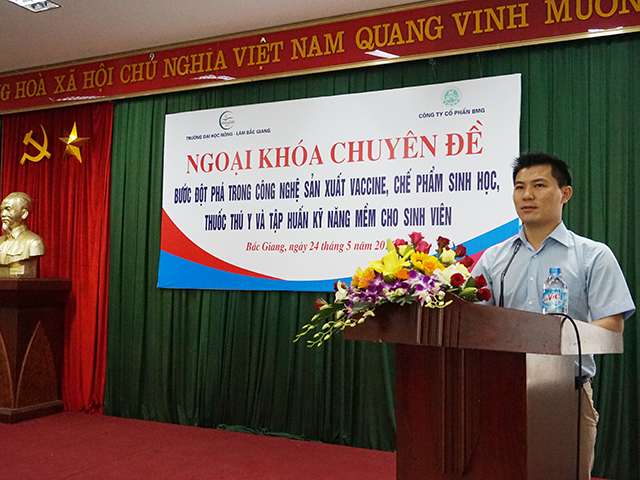 HOÀ XÃ HỘI CHỦ NGHĨA VIỆT NAM QUANG VINH MUÔN
TRƯỜNG ĐẠI HỌC NÔNG - LÂM BẮC GIANG
CÔNG TY CỔ PHẦN BMG
NGOẠI KHÓA CHUYÊN ĐỀ
BƯỚC ĐỘT PHÁ TRONG CÔNG NGHỆ SẢN XUẤT VACCINE, CHẾ PHẨM SINH HỌC,
THUỐC THÚ Y VÀ TẬP HUẤN KỸ NĂNG MỀM CHO SINH VIÊN
Bắc Giang, ngày 24 tháng 5 năm 20